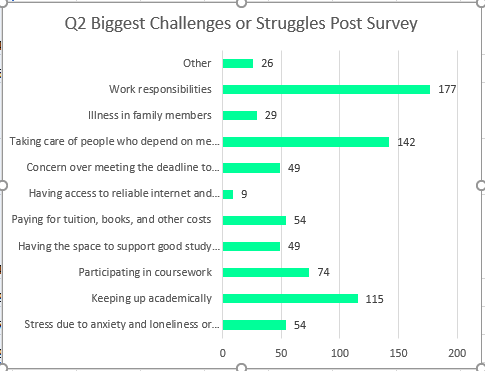 Q2 Biggest Challenges or Struggles Post Survey
Other 26
Work responsibilities 177
Illness in family members 29
Taking care of people who depend on me... 142
Concern over meeting the deadline to... 49
Having access to reliable internet and... 9
Paying for tuition, books, and other costs 54
Having the space to support good study... 49
Participating in coursework 74
Keeping up academically 115
Stress due to anxiety and loneliness or... 54
0 50 100 150 200